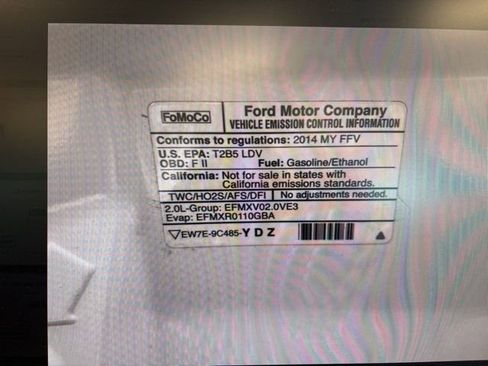 FoMoCo
Ford Motor Company
VEHICLE EMISSION CONTROL INFORMATION
Conforms to regulations: 2014 MY FFV
U.S. EPA: T2B5 LDV
OBD: F II Fuel: Gasoline/Ethanol
California: Not for sale in states with
California emissions standards.
TWC/HO2S/AFS/DFI No adjustments needed.
2.0L-Group: EFMXV02.0VE3
Evap: EFMXR0110GBA
EW7E-9C485-Y D Z